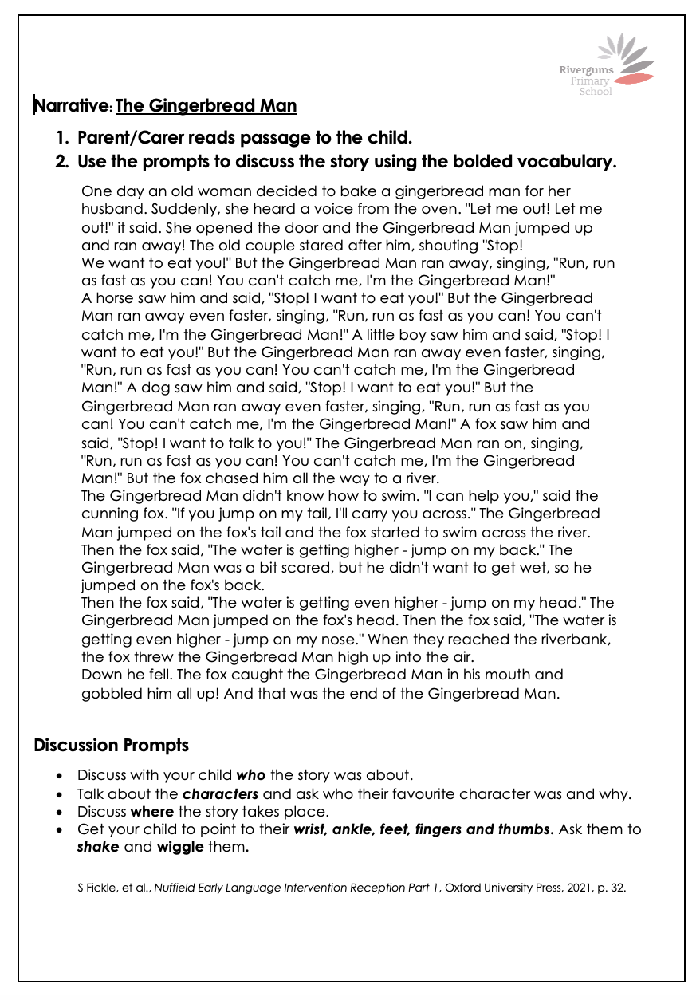 Rivergums
Primary
School
Narrative: The Gingerbread Man
1. Parent/Carer reads passage to the child.
2. Use the prompts to discuss the story using the bolded vocabulary.
One day an old woman decided to bake a gingerbread man for her
husband. Suddenly, she heard a voice from the oven. "Let me out! Let me
out!" it said. She opened the door and the Gingerbread Man jumped up
and ran away! The old couple stared after him, shouting "Stop!
We want to eat you!" But the Gingerbread Man ran away, singing, "Run, run
as fast as you can! You can't catch me, I'm the Gingerbread Man!"
A horse saw him and said, "Stop! I want to eat you!" But the Gingerbread
Man ran away even faster, singing, "Run, run as fast as you can! You can't
catch me, I'm the Gingerbread Man!" A little boy saw him and said, "Stop! I
want to eat you!" But the Gingerbread Man ran away even faster, singing,
"Run, run as fast as you can! You can't catch me, I'm the Gingerbread
Man!" A dog saw him and said, "Stop! I want to eat you!" But the
Gingerbread Man ran away even faster, singing, "Run, run as fast as you
can! You can't catch me, I'm the Gingerbread Man!" A fox saw him and
said, "Stop! I want to talk to you!" The Gingerbread Man ran on, singing,
"Run, run as fast as you can! You can't catch me, I'm the Gingerbread
Man!" But the fox chased him all the way to a river.
The Gingerbread Man didn't know how to swim. "I can help you," said the
cunning fox. "If you jump on my tail, I'll carry you across." The Gingerbread
Man jumped on the fox's tail and the fox started to swim across the river.
Then the fox said, "The water is getting higher - jump on my back." The
Gingerbread Man was a bit scared, but he didn't want to get wet, so he
jumped on the fox's back.
Then the fox said, "The water is getting even higher - jump on my head." The
Gingerbread Man jumped on the fox's head. Then the fox said, "The water is
getting even higher - jump on my nose." When they reached the riverbank,
the fox threw the Gingerbread Man high up into the air.
Down he fell. The fox caught the Gingerbread Man in his mouth and
gobbled him all up! And that was the end of the Gingerbread Man.
Discussion Prompts
• Discuss with your child who the story was about.
• Talk about the characters and ask who their favourite character was and why.
• Discuss where the story takes place.
• Get your child to point to their wrist, ankle, feet, fingers and thumbs. Ask them to
shake and wiggle them.
S Fickle, et al., Nuffield Early Language Intervention Reception Part 1, Oxford University Press, 2021, p. 32.